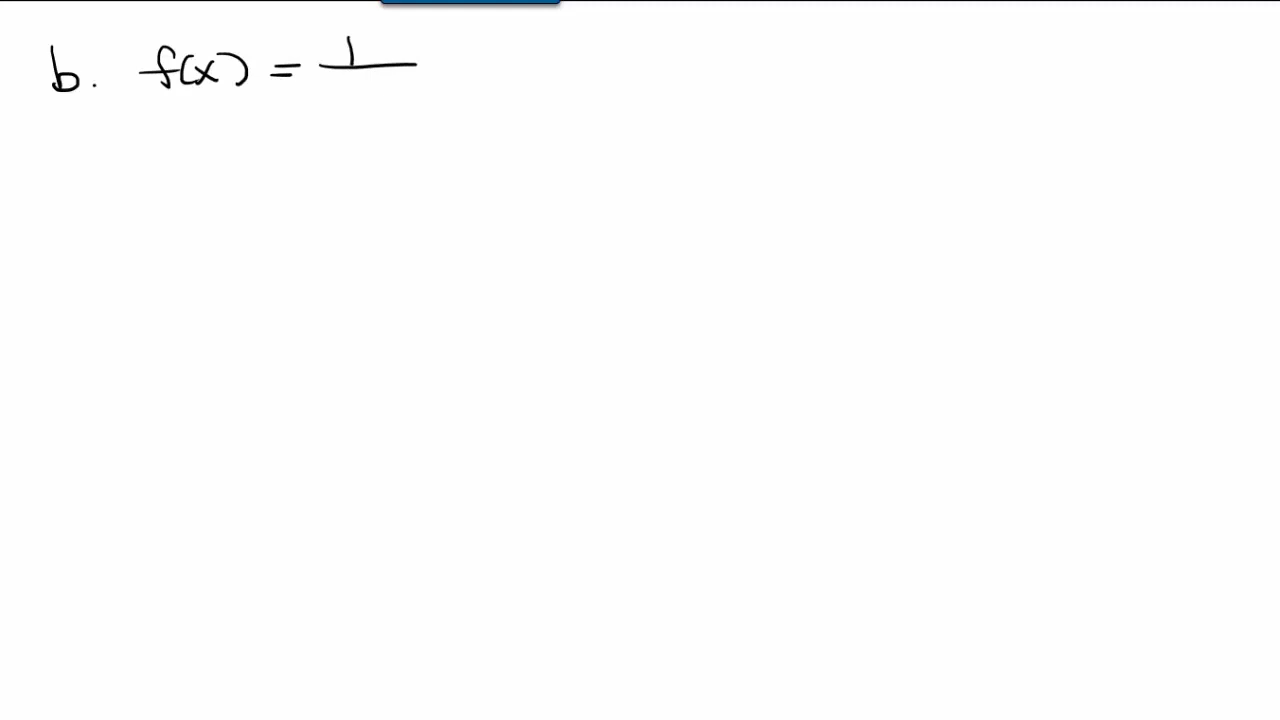 b. f(x) = 1/